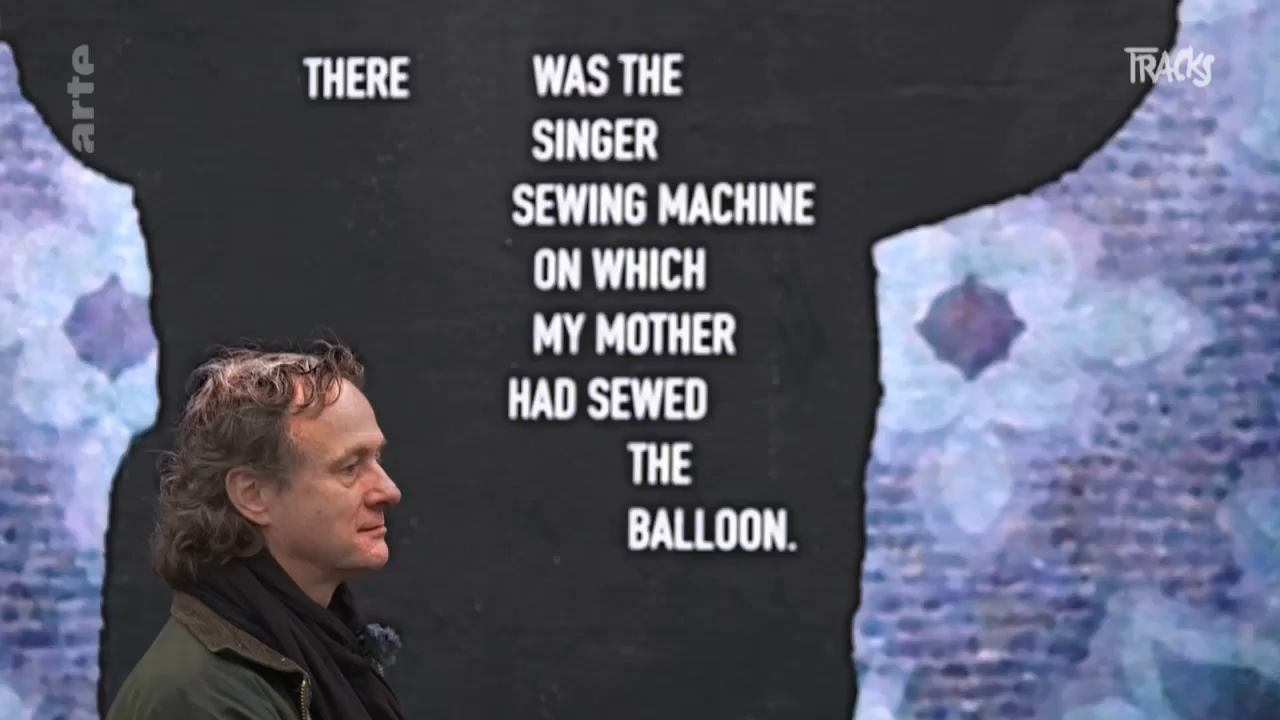 arte
TRACKS
THERE WAS THE
SINGER
SEWING MACHINE
ON WHICH
MY MOTHER
HAD SEWED
THE
BALLOON.